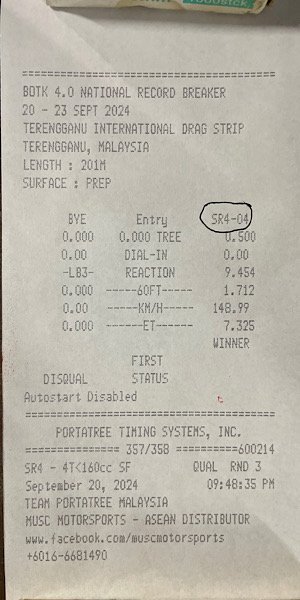 =====================================
BOTK 4.0 NATIONAL RECORD BREAKER
20 - 23 SEPT 2024
TERENGGANU INTERNATIONAL DRAG STRIP
TERENGGANU, MALAYSIA
LENGTH : 201M
SURFACE : PREP
BYE Entry SR4-04
0.000 0.000 TREE 0.500
0.00 DIAL-IN 0.00
-LB3- REACTION 9.454
0.000 -----60FT----- 1.712
0.00 -----KM/H----- 148.99
0.000 ------ET----- 7.325
WINNER
FIRST
DISQUAL STATUS
Autostart Disabled
=====================================
PORTATREE TIMING SYSTEMS, INC.
============== 357/358 ==========600214
SR4 - 4T<160cc SF QUAL RND 3
September 20, 2024 09:48:35 PM
TEAM PORTATREE MALAYSIA
MUSC MOTORSPORTS - ASEAN DISTRIBUTOR
www.facebook.com/muscmotorsports
+6016-6681490